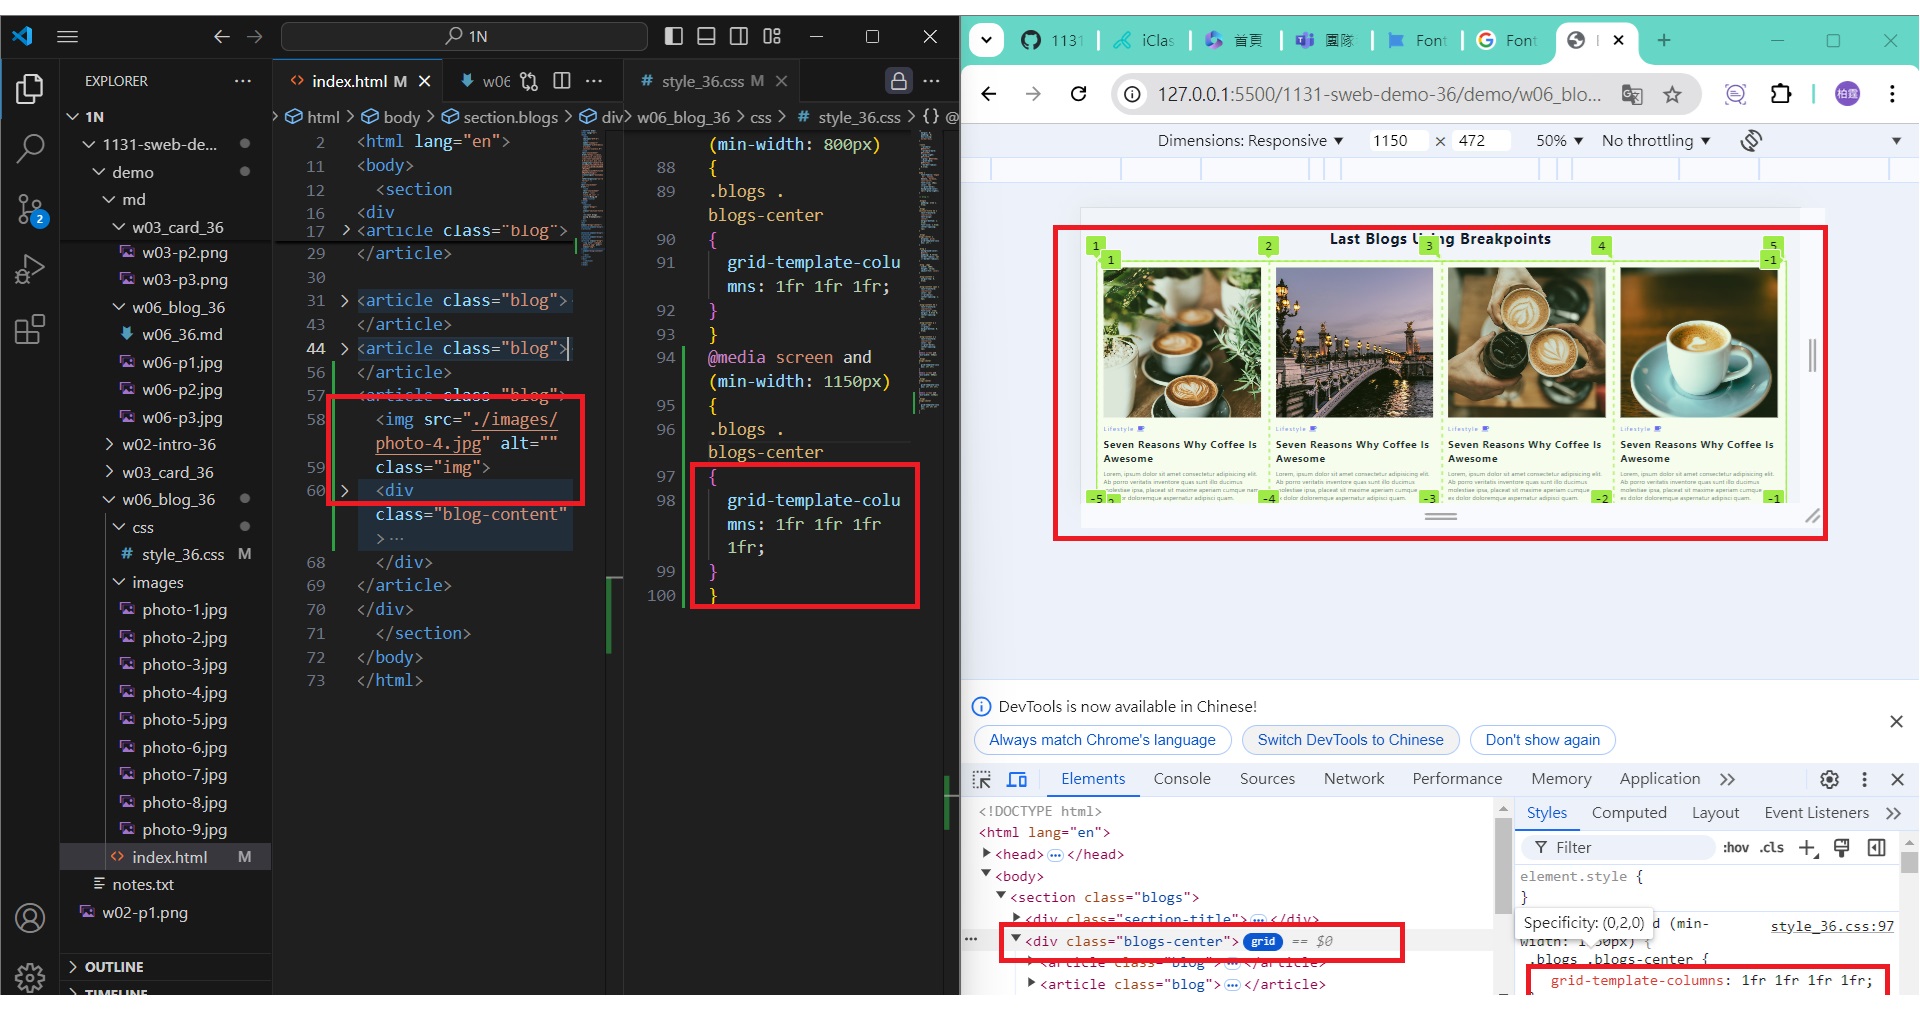 1N
EXPLORER
1N
1131-sweb-de...
demo
md
w03_card_36
w03-p2.png
w03-p3.png
w06_blog_36
w06_36.md
w06-p1.jpg
w06-p2.jpg
w06-p3.jpg
w02-intro-36
w03_card_36
w06_blog_36
css
style_36.css M
images
photo-1.jpg
photo-2.jpg
photo-3.jpg
photo-4.jpg
photo-5.jpg
photo-6.jpg
photo-7.jpg
photo-8.jpg
photo-9.jpg
index.html M
notes.txt
w02-p1.png
OUTLINE
TIMELINE
2
index.html M
w06
html > body > section.blogs > div
2 <html lang="en">
11 <body>
12 <section
16 <div
17 <article class="blog">
29 </article>
30
31 <article class="blog">
43 </article>
44 <article class="blog">
56 </article>
57 <article class="blog">
58 <img src="./images/
photo-4.jpg" alt=""
59 class="img">
60 <div
class="blog-content"
>...
68 </div>
69 </article>
70 </div>
71 </section>
72 </body>
73 </html>
# style_36.css M
w06_blog_36 > css > # style_36.css > {} @
(min-width: 800px)
88 {
89 .blogs .
blogs-center
90 {
91 grid-template-colu
mns: 1fr 1fr 1fr;
92 }
93 }
94 @media screen and
(min-width: 1150px)
95 {
96 .blogs .
blogs-center
97 {
98 grid-template-colu
mns: 1fr 1fr 1fr
1fr;
99 }
100 }
1131
iClas
首頁
團隊
Font
Font
127.0.0.1:5500/1131-sweb-demo-36/demo/w06_blo...
柏霆
Dimensions: Responsive 1150 × 472 50% No throttling
Last Blogs Using Breakpoints
1 2 3 4 5
1 -1
Lifestyle Lifestyle Lifestyle Lifestyle
Seven Reasons Why Coffee Is Awesome
Seven Reasons Why Coffee Is Awesome
Seven Reasons Why Coffee Is Awesome
Seven Reasons Why Coffee Is Awesome
-5 2 -4 -3 -2 -1
DevTools is now available in Chinese!
Always match Chrome's language
Switch DevTools to Chinese
Don't show again
Elements Console Sources Network Performance Memory Application
<!DOCTYPE html>
<html lang="en">
<head> ... </head>
<body>
<section class="blogs">
<div class="section-title"> ... </div>
<div class="blogs-center"> grid == $0
<article class="blog"> ... </article>
<article class="blog"> ... </article>
Styles Computed Layout Event Listeners
Filter :hov .cls
element.style {
}
Specificity: (0,2,0)
d (min-
style_36.css:97
.blogs .blogs-center {
grid-template-columns: 1fr 1fr 1fr 1fr;